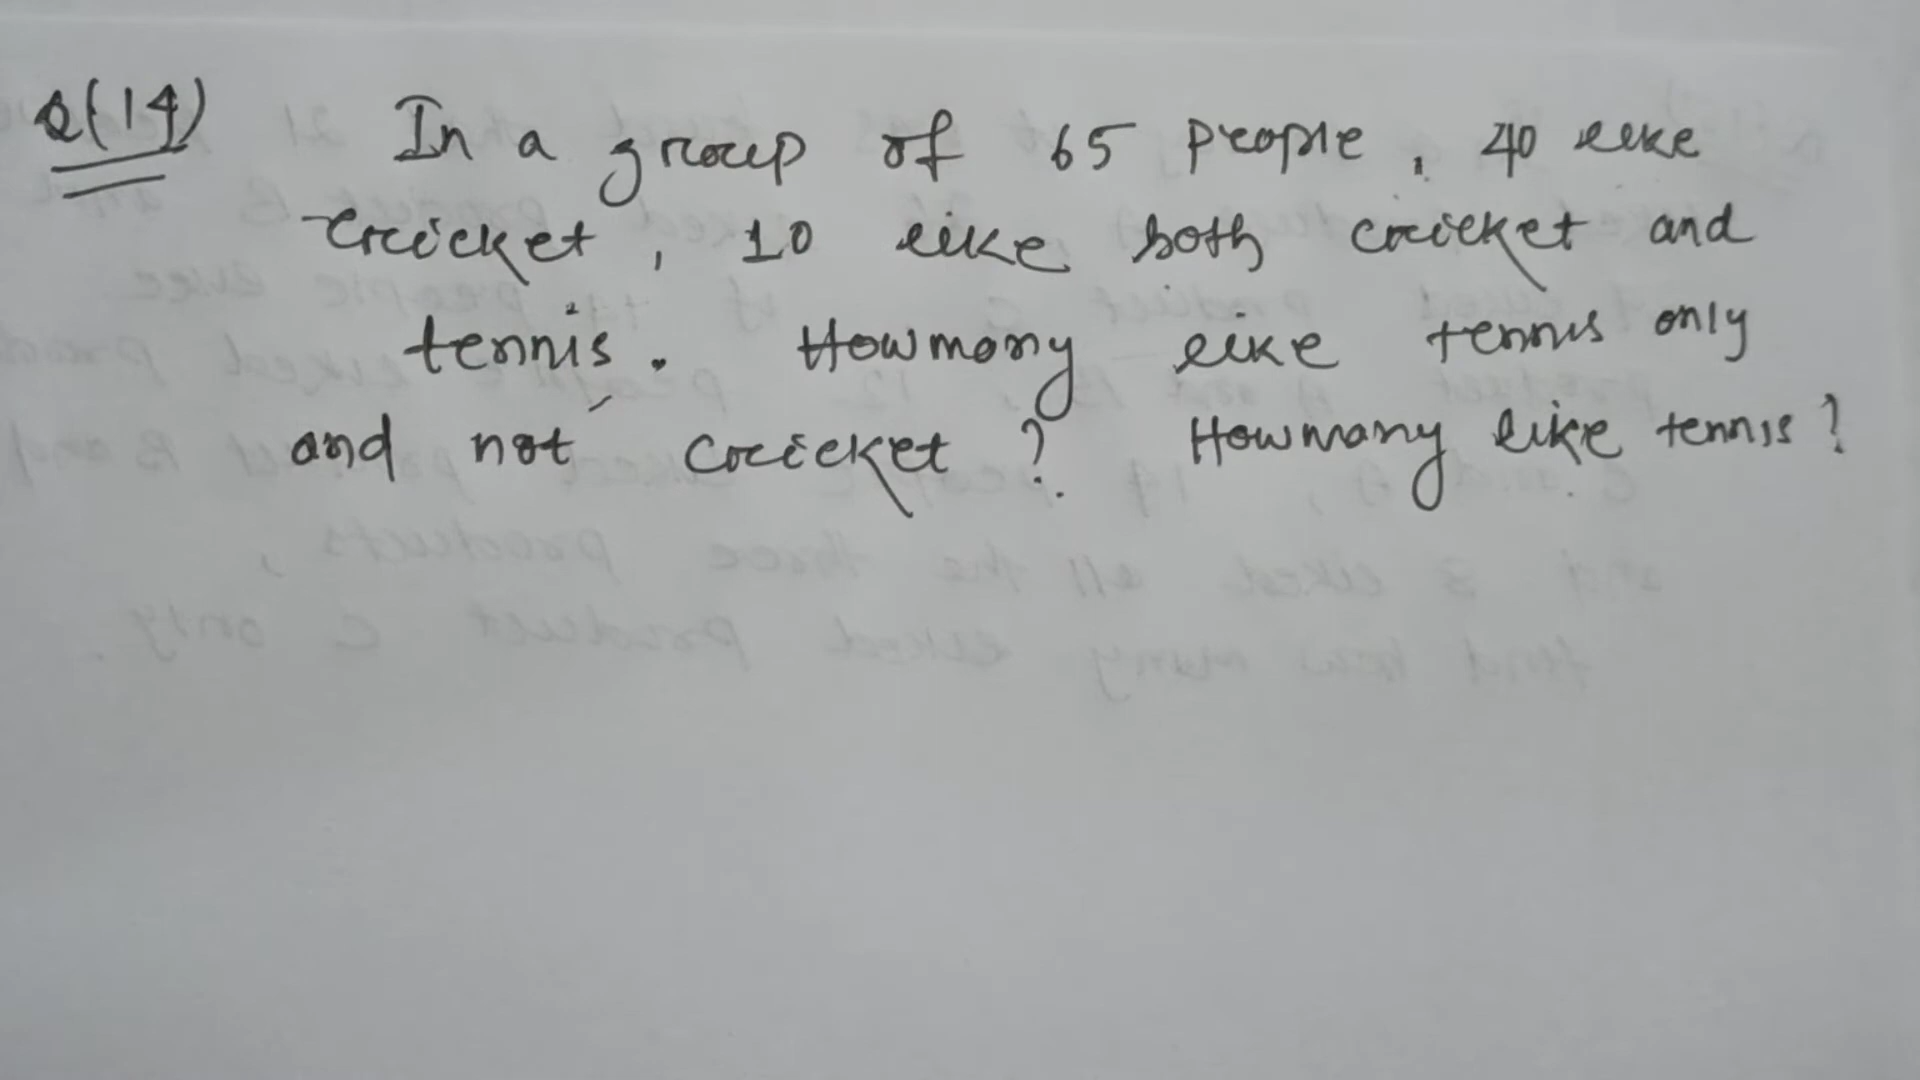 Q(14) In a group of 65 people, 40 like
cricket, 10 like both cricket and
tennis. Howmany like tennis only
and not cricket? Howmany like tennis?